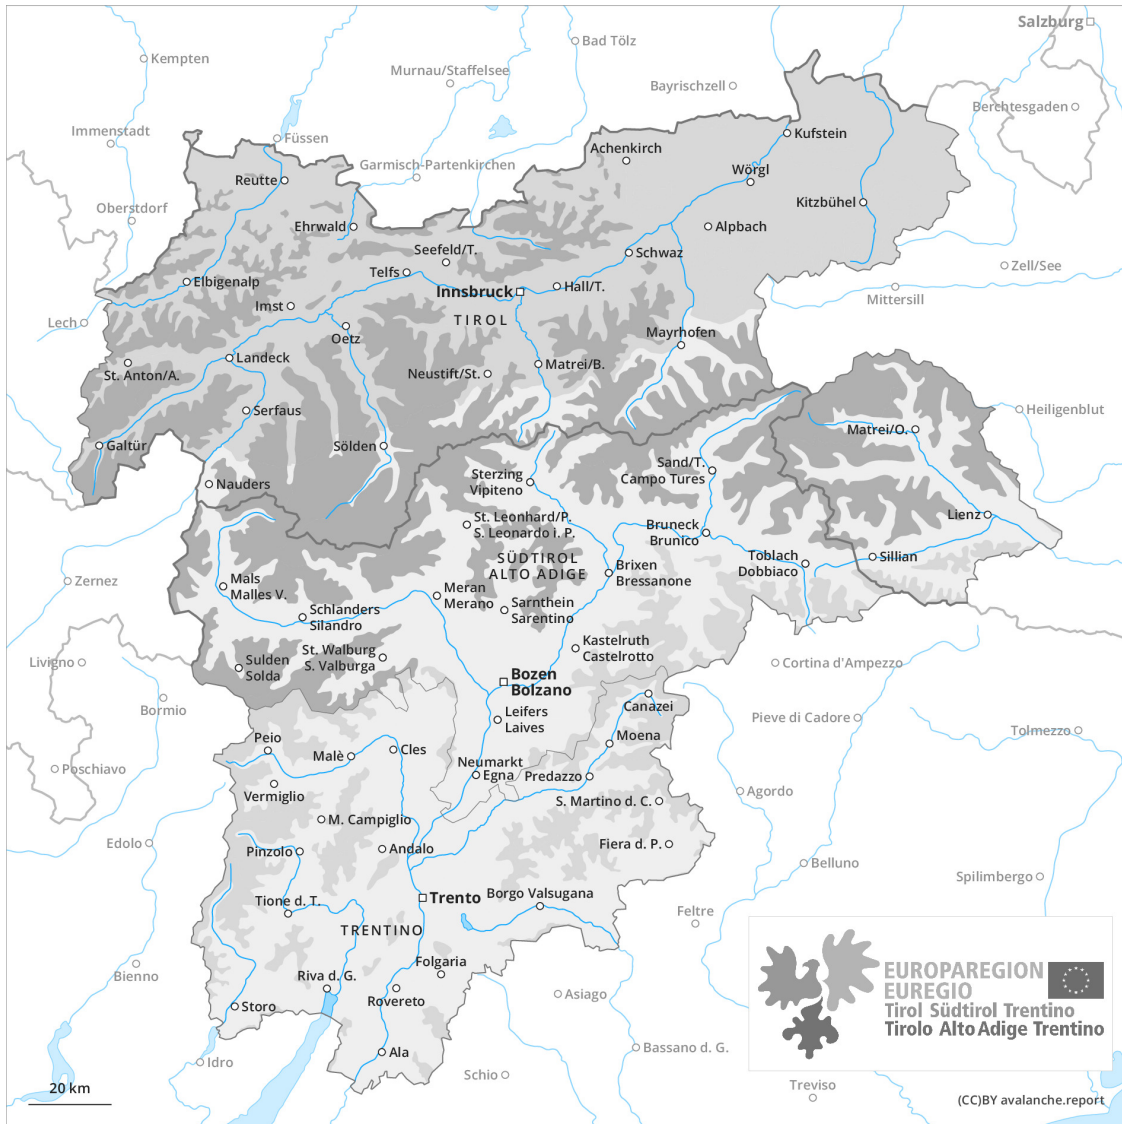 Salzburg
Bad Tölz
Kempten
Murnau/Staffelsee
Bayrischzell
Berchtesgaden
Immenstadt
Füssen
Kufstein
Achenkirch
Garmisch-Partenkirchen
Wörgl
Reutte
Kitzbühel
Oberstdorf
Ehrwald
Alpbach
Seefeld/T.
Schwaz
Telfs
Zell/See
Elbigenalp
Hall/T.
Innsbruck
Mittersill
Imst
Lech
TIROL
Oetz
Mayrhofen
Landeck
Matrei/B.
St. Anton/A.
Neustift/St.
Serfaus
Heiligenblut
Matrei/O.
Galtür
Sölden
Sand/T.
Campo Tures
Sterzing
Vipiteno
Nauders
St. Leonhard/P.
S. Leonardo i. P.
Lienz
Bruneck
Brunico
SÜDTIROL
ALTO ADIGE
Toblach
Dobbiaco
Sillian
Brixen
Bressanone
Zernez
Mals
Malles V.
Meran
Merano
Sarnthein
Sarentino
Schlanders
Silandro
Kastelruth
Castelrotto
St. Walburg
S. Valburga
Livigno
Sulden
Solda
Cortina d'Ampezzo
Bozen
Bolzano
Bormio
Canazei
Leifers
Laives
Pieve di Cadore
Tolmezzo
Peio
Moena
Malè
Cles
Neumarkt
Egna
Predazzo
Poschiavo
Vermiglio
Agordo
S. Martino d. C.
M. Campiglio
Edolo
Pinzolo
Andalo
Fiera d. P.
Belluno
Spilimbergo
Borgo Valsugana
Trento
Tione d. T.
Feltre
TRENTINO
Folgaria
Bienno
Riva d. G.
Rovereto
Asiago
Storo
Ala
Bassano d. G.
Idro
Schio
Treviso
EUROPAREGION
EUREGIO
Tirol Südtirol Trentino
Tirolo Alto Adige Trentino
20 km
(CC)BY avalanche.report